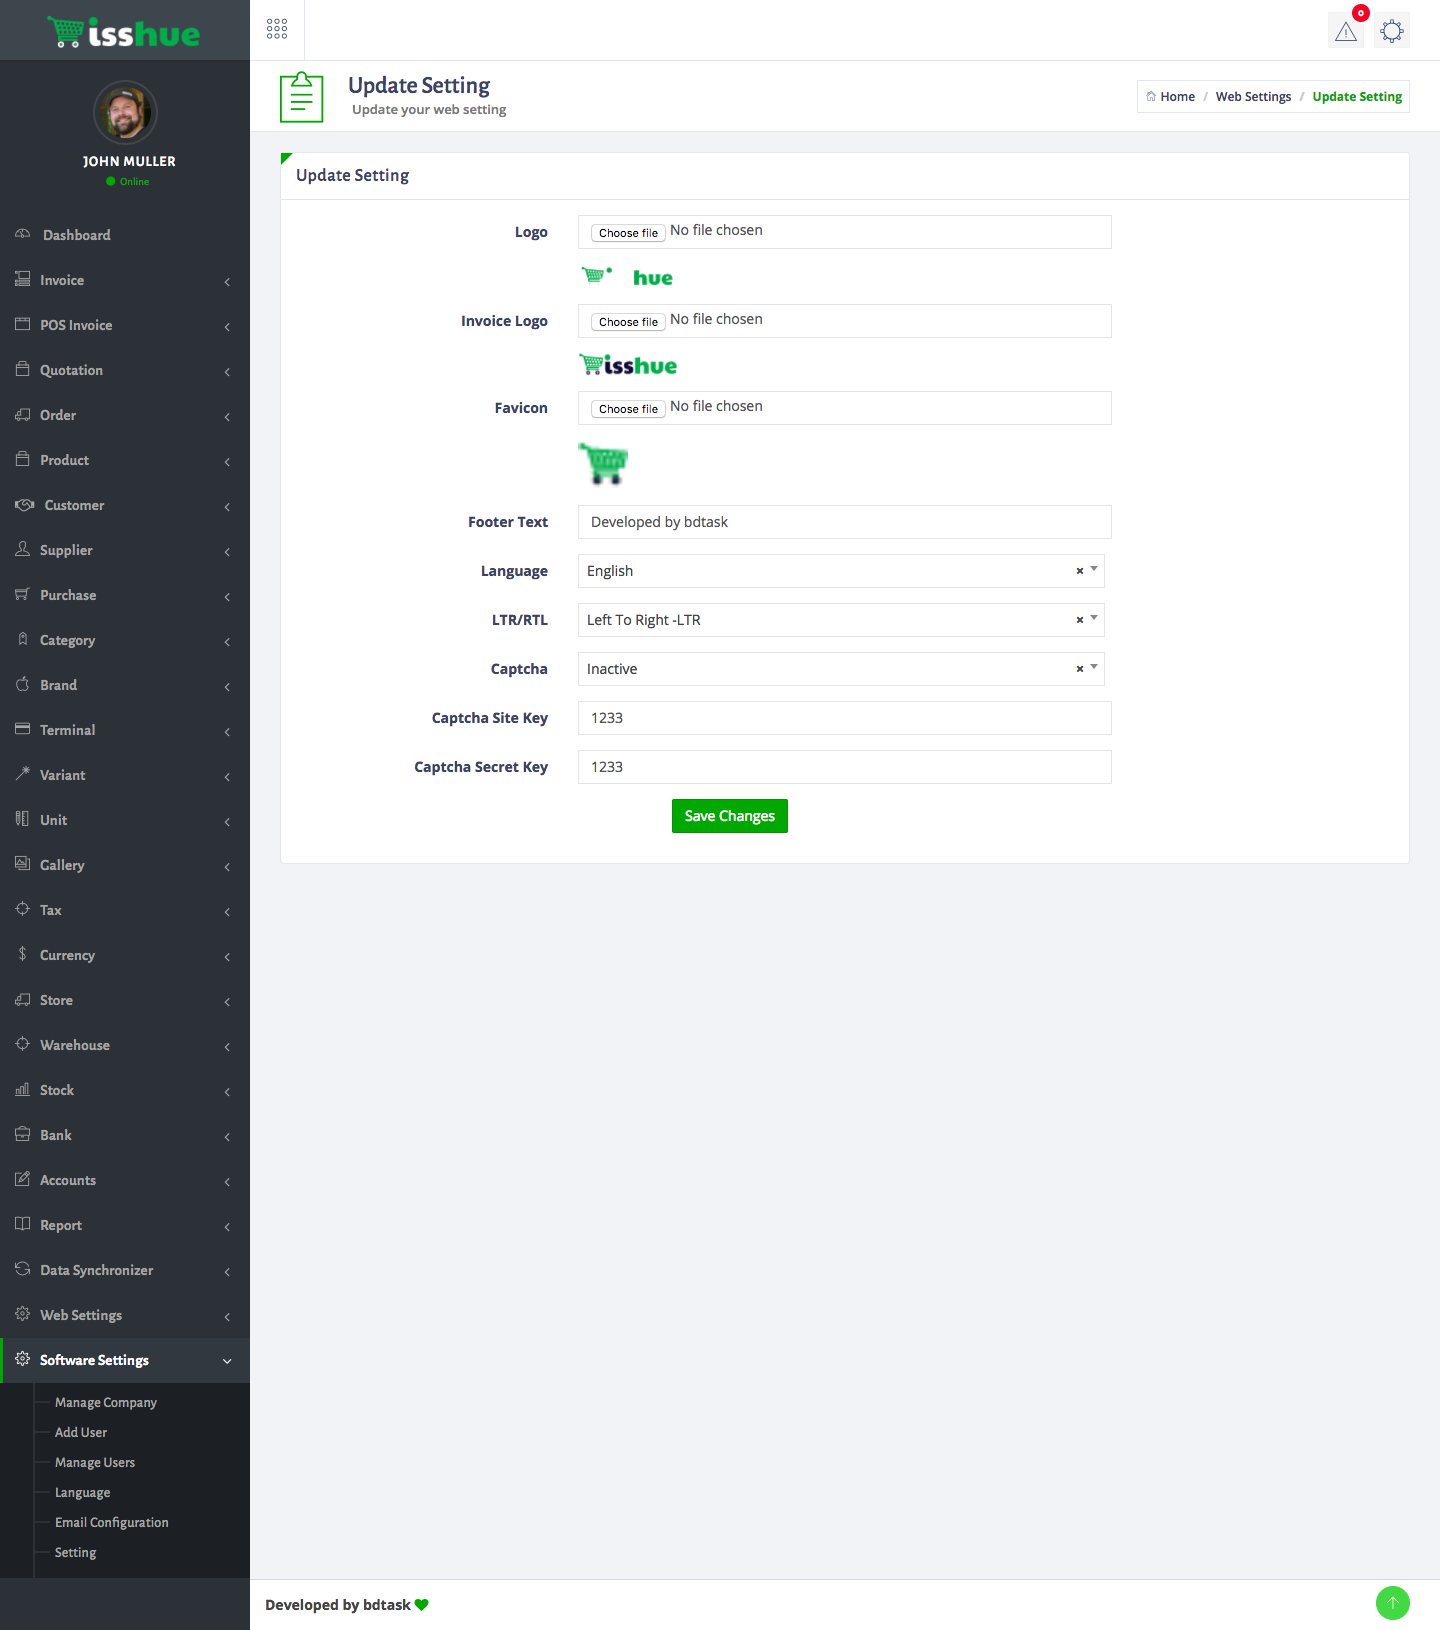 isshue
0
JOHN MULLER
Online
Dashboard
Invoice
POS Invoice
Quotation
Order
Product
Customer
Supplier
Purchase
Category
Brand
Terminal
Variant
Unit
Gallery
Tax
Currency
Store
Warehouse
Stock
Bank
Accounts
Report
Data Synchronizer
Web Settings
Software Settings
Manage Company
Add User
Manage Users
Language
Email Configuration
Setting
Update Setting
Update your web setting
Home / Web Settings / Update Setting
Update Setting
Logo Choose file No file chosen
hue
Invoice Logo Choose file No file chosen
isshue
Favicon Choose file No file chosen
Footer Text Developed by bdtask
Language English ×
LTR/RTL Left To Right -LTR ×
Captcha Inactive ×
Captcha Site Key 1233
Captcha Secret Key 1233
Save Changes
Developed by bdtask